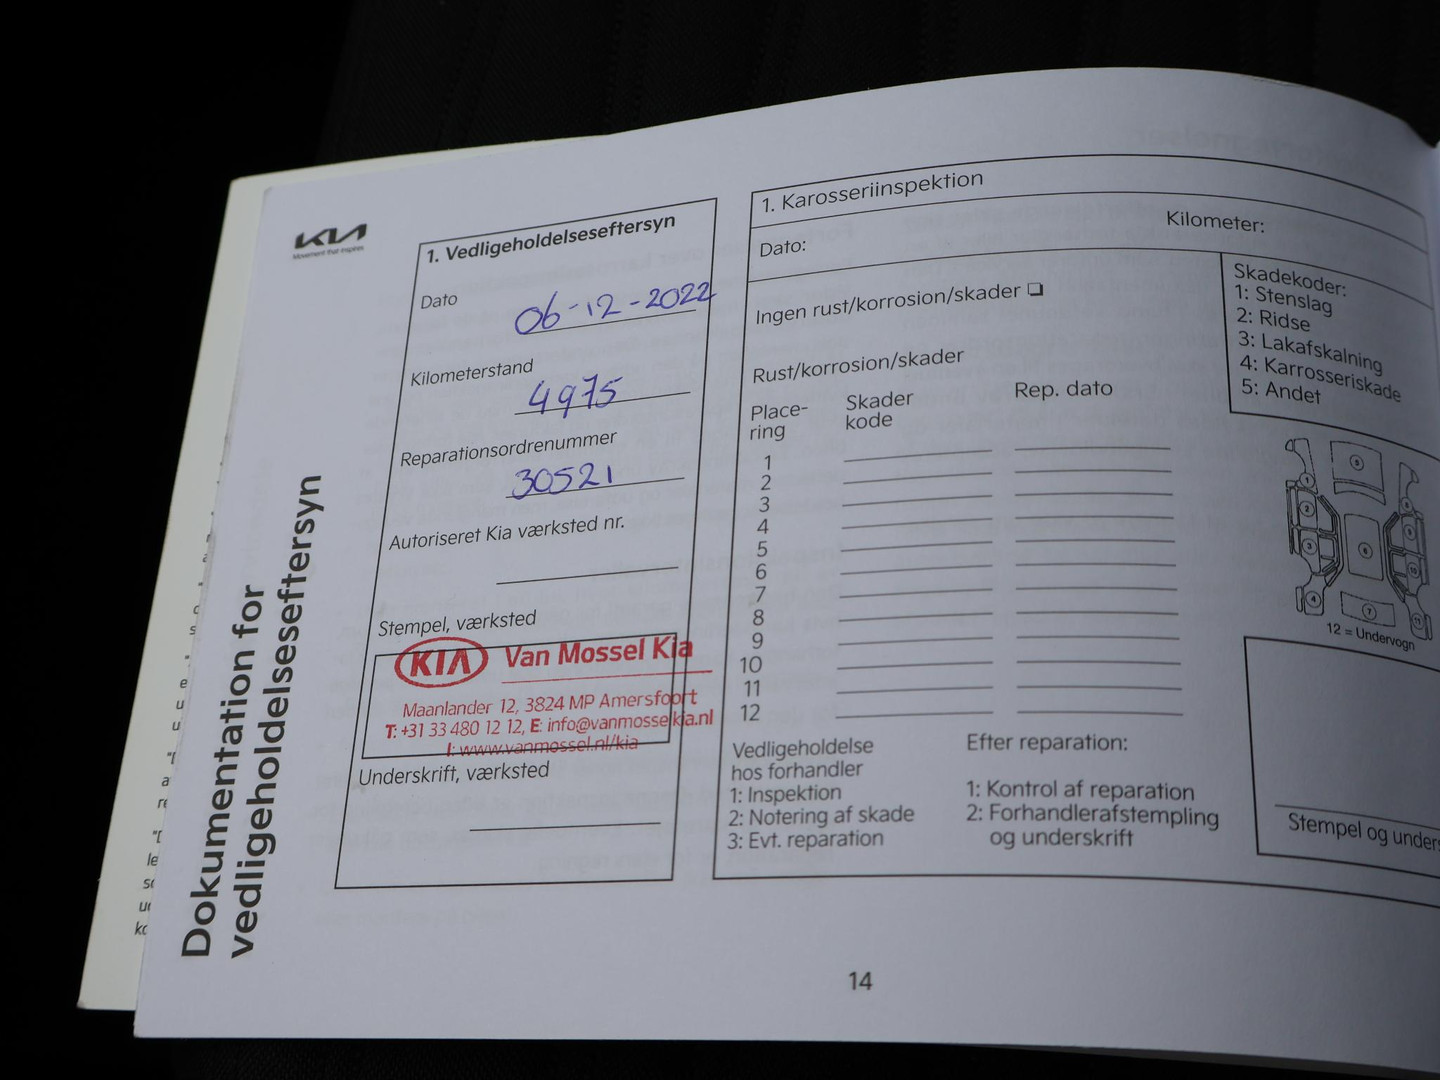 KIA
Movement that inspires
Dokumentation for
vedligeholdelseseftersyn
1. Vedligeholdelseseftersyn
Dato
06-12-2022
Kilometerstand
4975
Reparationsordrenummer
30521
Autoriseret Kia værksted nr.
Stempel, værksted
KIA Van Mossel Kia
Maanlander 12, 3824 MP Amersfoort
T: +31 33 480 12 12, E: info@vanmosselkia.nl
I: www.vanmossel.nl/kia
Underskrift, værksted
1. Karosseriinspektion
Dato:
Kilometer:
Ingen rust/korrosion/skader ❑
Rust/korrosion/skader
Place-
ring
Skader
kode
Rep. dato
1
2
3
4
5
6
7
8
9
10
11
12
Vedligeholdelse
hos forhandler
1: Inspektion
2: Notering af skade
3: Evt. reparation
Efter reparation:
1: Kontrol af reparation
2: Forhandlerafstempling
og underskrift
Skadekoder:
1: Stenslag
2: Ridse
3: Lakafskalning
4: Karrosseriskade
5: Andet
12 = Undervogn
Stempel og unders
14